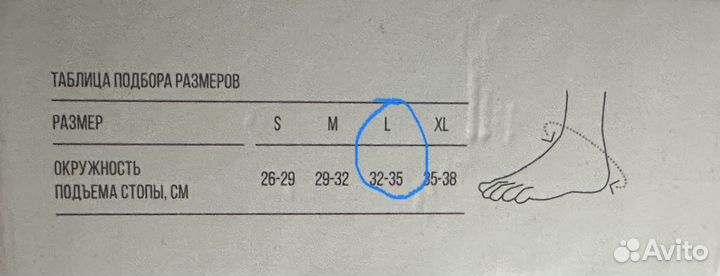 ТАБЛИЦА ПОДБОРА РАЗМЕРОВ
РАЗМЕР S M L XL
ОКРУЖНОСТЬ
ПОДЪЕМА СТОПЫ, СМ 26-29 29-32 32-35 35-38
Avito